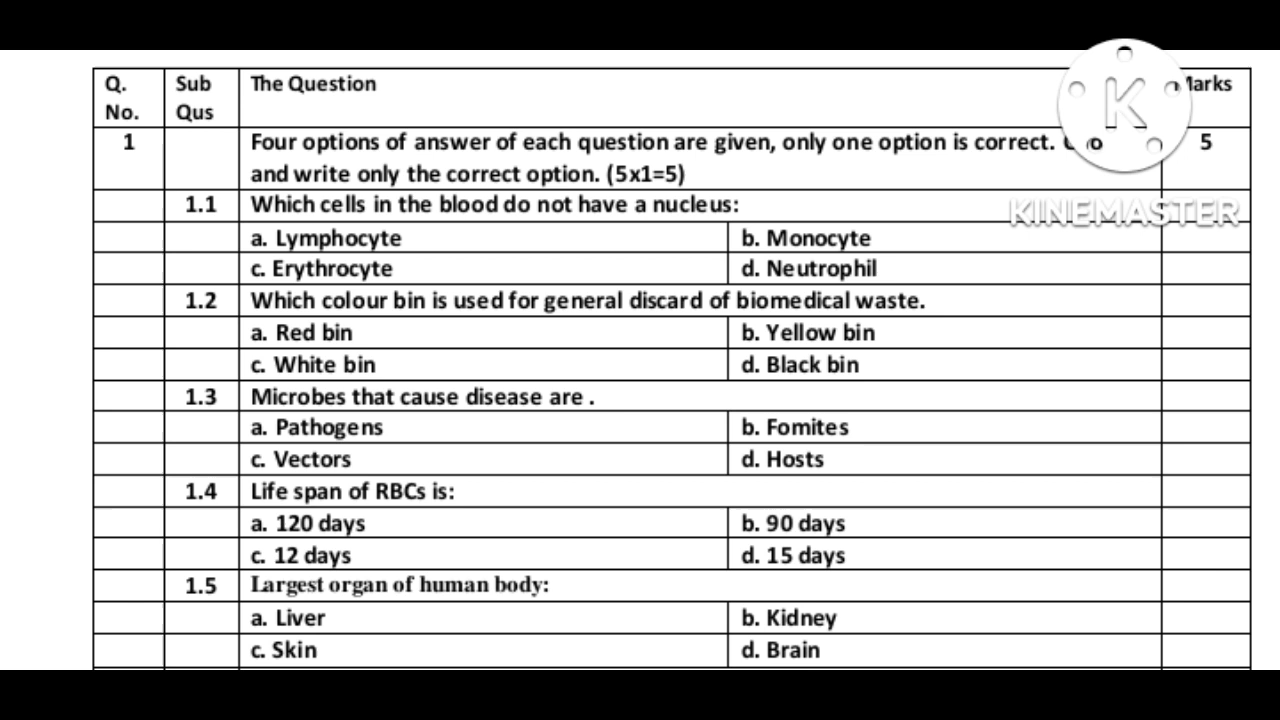 Q. Sub The Question Marks
No. Qus
1 Four options of answer of each question are given, only one option is correct. 5
and write only the correct option. (5x1=5)
1.1 Which cells in the blood do not have a nucleus:
KINEMASTER
a. Lymphocyte b. Monocyte
c. Erythrocyte d. Neutrophil
1.2 Which colour bin is used for general discard of biomedical waste.
a. Red bin b. Yellow bin
c. White bin d. Black bin
1.3 Microbes that cause disease are .
a. Pathogens b. Fomites
c. Vectors d. Hosts
1.4 Life span of RBCs is:
a. 120 days b. 90 days
c. 12 days d. 15 days
1.5 Largest organ of human body:
a. Liver b. Kidney
c. Skin d. Brain